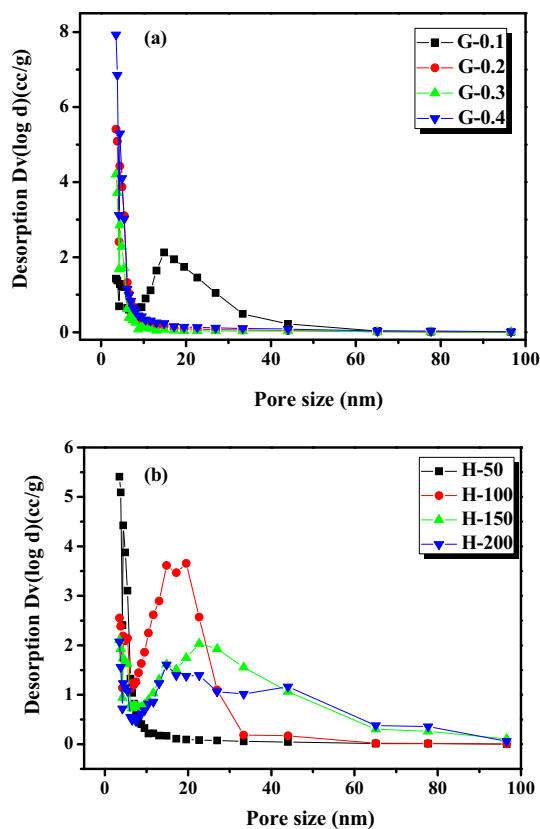 (a)
G-0.1
G-0.2
G-0.3
G-0.4
Desorption Dv(log d)(cc/g)
8
6
4
2
0
0 20 40 60 80 100
Pore size (nm)
(b)
H-50
H-100
H-150
H-200
Desorption Dv(log d)(cc/g)
6
5
4
3
2
1
0
0 20 40 60 80 100
Pore size (nm)